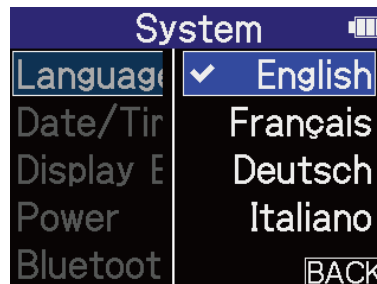 System
Language
Date/Tir
Display E
Power
Bluetoot
English
Français
Deutsch
Italiano
BACK